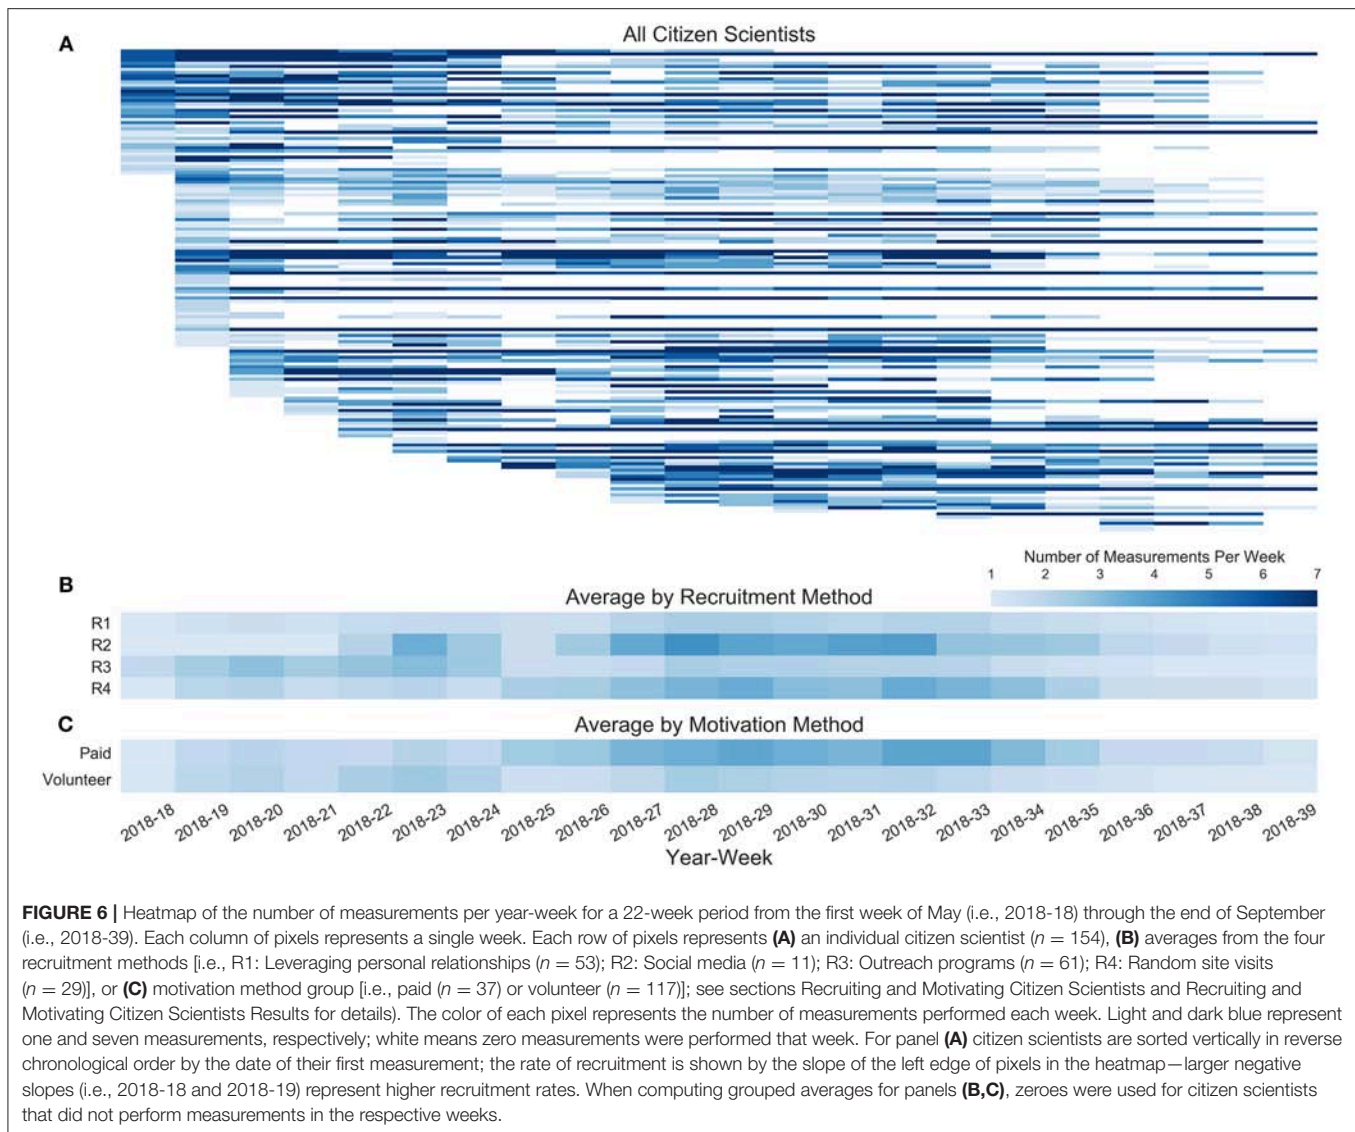 A
All Citizen Scientists
Number of Measurements Per Week
1 2 3 4 5 6 7
B
Average by Recruitment Method
R1
R2
R3
R4
C
Average by Motivation Method
Paid
Volunteer
2018-18 2018-19 2018-20 2018-21 2018-22 2018-23 2018-24 2018-25 2018-26 2018-27 2018-28 2018-29 2018-30 2018-31 2018-32 2018-33 2018-34 2018-35 2018-36 2018-37 2018-38 2018-39
Year-Week
FIGURE 6 | Heatmap of the number of measurements per year-week for a 22-week period from the first week of May (i.e., 2018-18) through the end of September
(i.e., 2018-39). Each column of pixels represents a single week. Each row of pixels represents (A) an individual citizen scientist (n = 154), (B) averages from the four
recruitment methods [i.e., R1: Leveraging personal relationships (n = 53); R2: Social media (n = 11); R3: Outreach programs (n = 61); R4: Random site visits
(n = 29)], or (C) motivation method group [i.e., paid (n = 37) or volunteer (n = 117)]; see sections Recruiting and Motivating Citizen Scientists and Recruiting and
Motivating Citizen Scientists Results for details). The color of each pixel represents the number of measurements performed each week. Light and dark blue represent
one and seven measurements, respectively; white means zero measurements were performed that week. For panel (A) citizen scientists are sorted vertically in reverse
chronological order by the date of their first measurement; the rate of recruitment is shown by the slope of the left edge of pixels in the heatmap—larger negative
slopes (i.e., 2018-18 and 2018-19) represent higher recruitment rates. When computing grouped averages for panels (B,C), zeroes were used for citizen scientists
that did not perform measurements in the respective weeks.